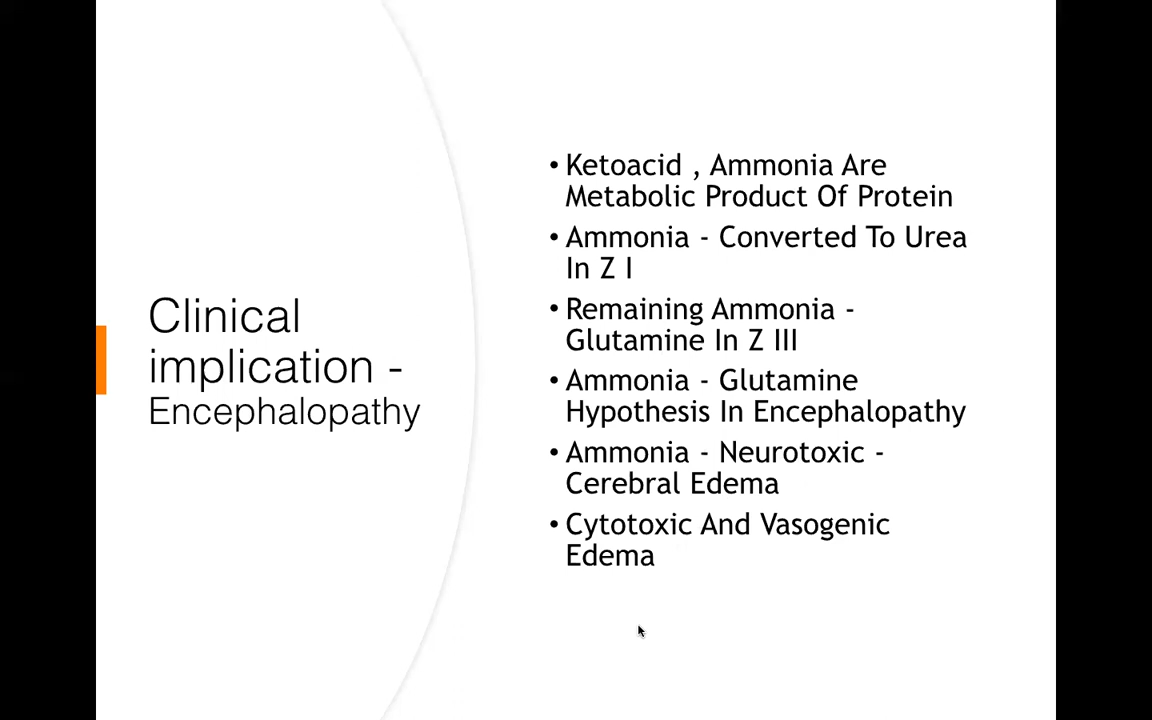 Clinical
implication -
Encephalopathy
• Ketoacid , Ammonia Are
Metabolic Product Of Protein
• Ammonia - Converted To Urea
In Z I
• Remaining Ammonia -
Glutamine In Z III
• Ammonia - Glutamine
Hypothesis In Encephalopathy
• Ammonia - Neurotoxic -
Cerebral Edema
• Cytotoxic And Vasogenic
Edema